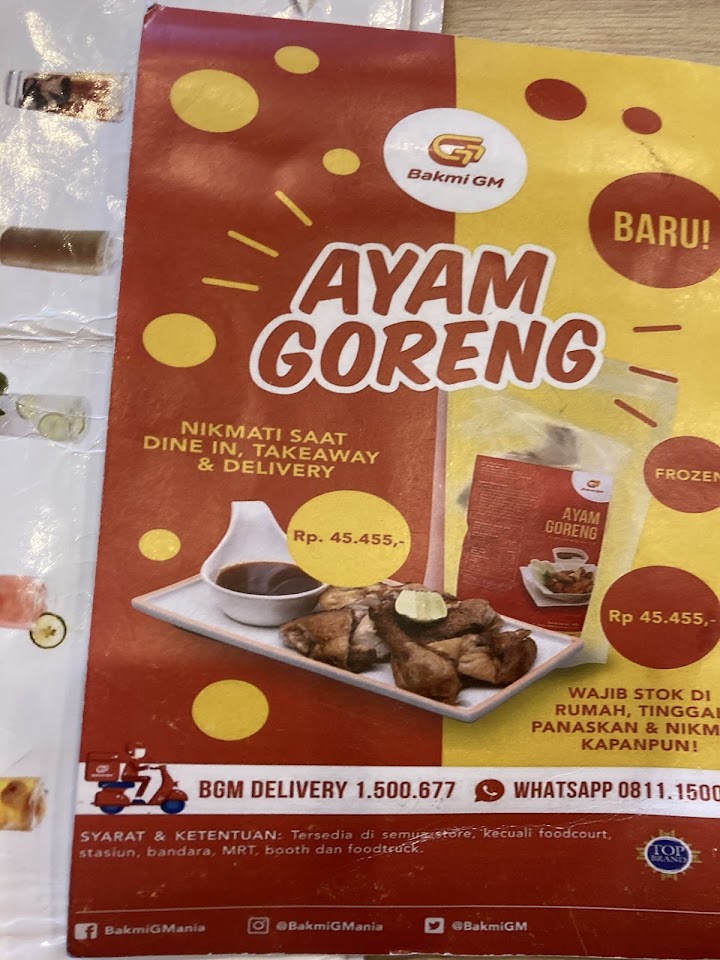 Bakmi GM
BARU!
AYAM
GORENG
NIKMATI SAAT
DINE IN, TAKEAWAY
& DELIVERY
Rp. 45.455,-
FROZEN
AYAM
GORENG
Rp 45.455,-
WAJIB STOK DI
RUMAH, TINGGAL
PANASKAN & NIKM
KAPANPUN!
BGM DELIVERY 1.500.677
WHATSAPP 0811.1500
SYARAT & KETENTUAN: Tersedia di semua store, kecuali foodcourt,
stasiun, bandara, MRT, booth dan foodtruck.
TOP
BRAND
BakmiGMania
@BakmiGMania
@BakmiGM